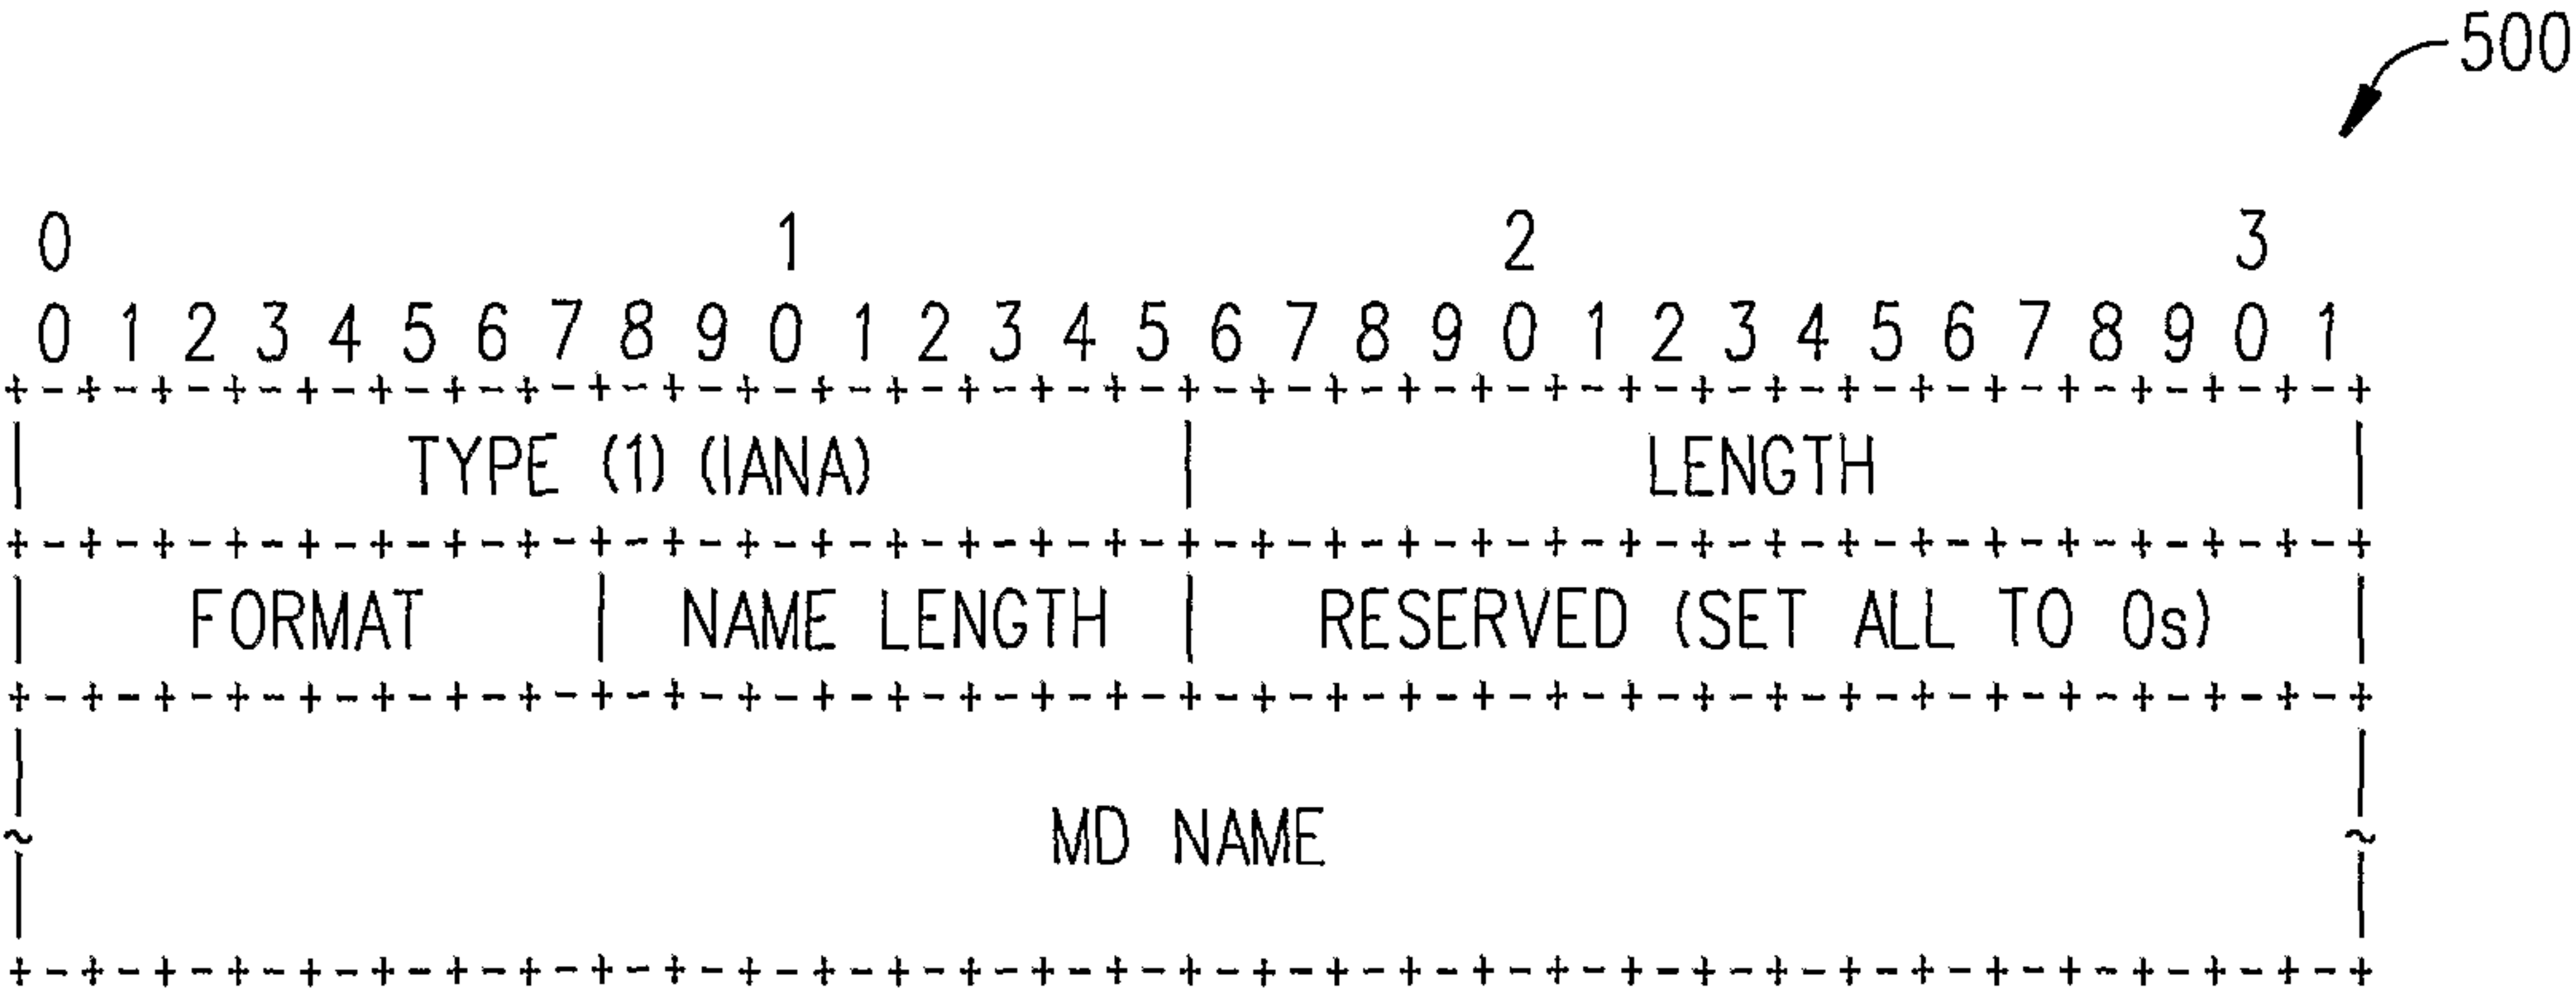 500
0 1 2 3
0 1 2 3 4 5 6 7 8 9 0 1 2 3 4 5 6 7 8 9 0 1 2 3 4 5 6 7 8 9 0 1
+-+-+-+-+-+-+-+-+-+-+-+-+-+-+-+-+-+-+-+-+-+-+-+-+-+-+-+-+-+-+-+-+
| TYPE (1) (IANA) | LENGTH |
+-+-+-+-+-+-+-+-+-+-+-+-+-+-+-+-+-+-+-+-+-+-+-+-+-+-+-+-+-+-+-+-+
| FORMAT | NAME LENGTH | RESERVED (SET ALL TO 0s) |
+-+-+-+-+-+-+-+-+-+-+-+-+-+-+-+-+-+-+-+-+-+-+-+-+-+-+-+-+-+-+-+-+
~ MD NAME ~
+-+-+-+-+-+-+-+-+-+-+-+-+-+-+-+-+-+-+-+-+-+-+-+-+-+-+-+-+-+-+-+-+